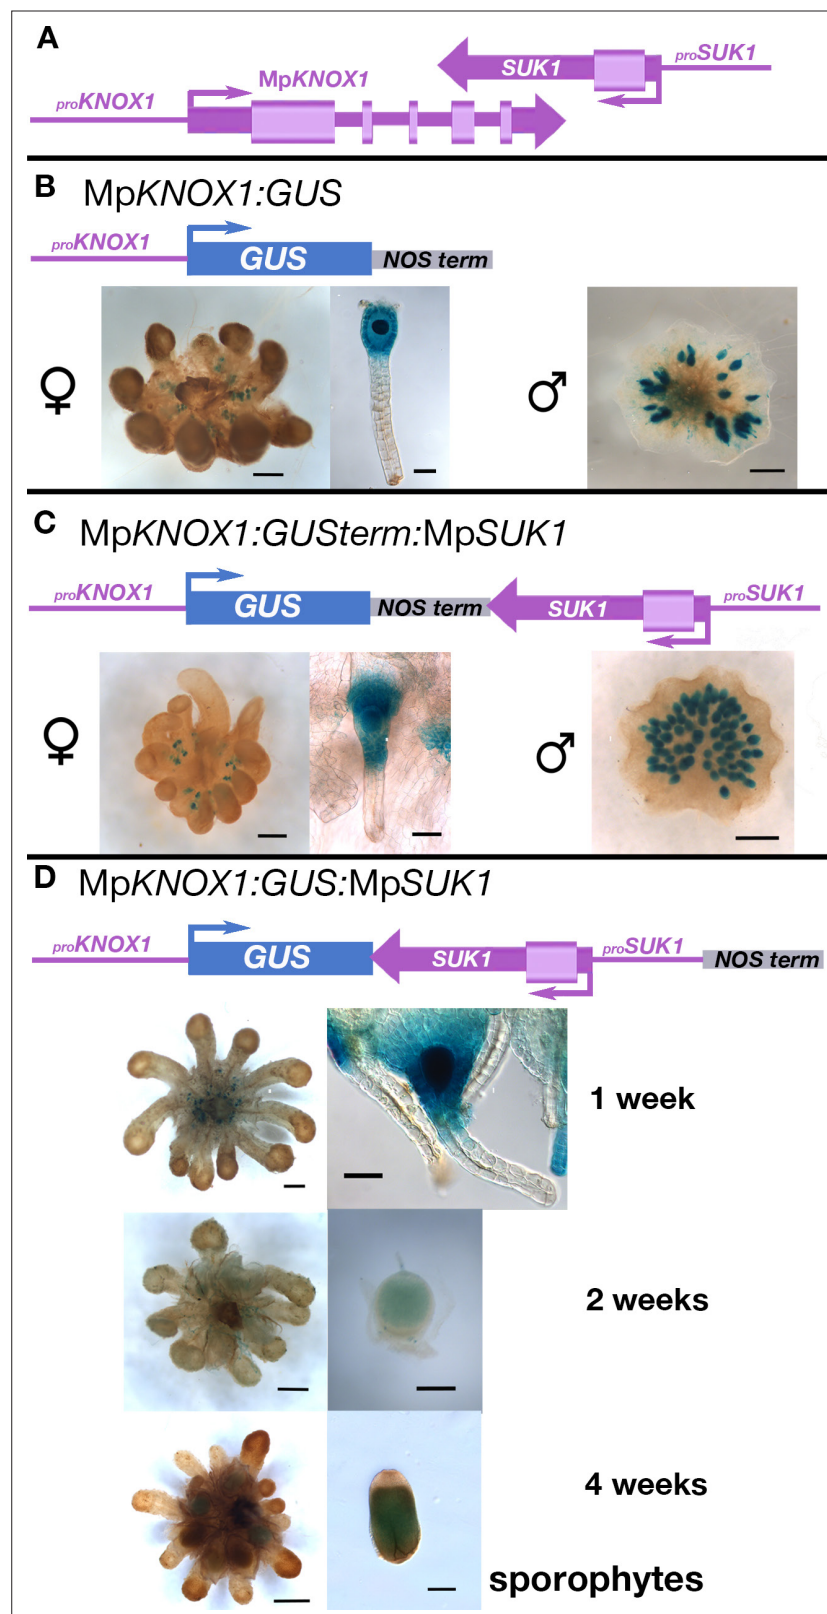 A
SUK1
proSUK1
MpKNOX1
proKNOX1
B MpKNOX1:GUS
proKNOX1
GUS
NOS term
♀
♂
C MpKNOX1:GUSterm:MpSUK1
proKNOX1
GUS
NOS term
SUK1
proSUK1
♀
♂
D MpKNOX1:GUS:MpSUK1
proKNOX1
GUS
SUK1
proSUK1
NOS term
1 week
2 weeks
4 weeks
sporophytes